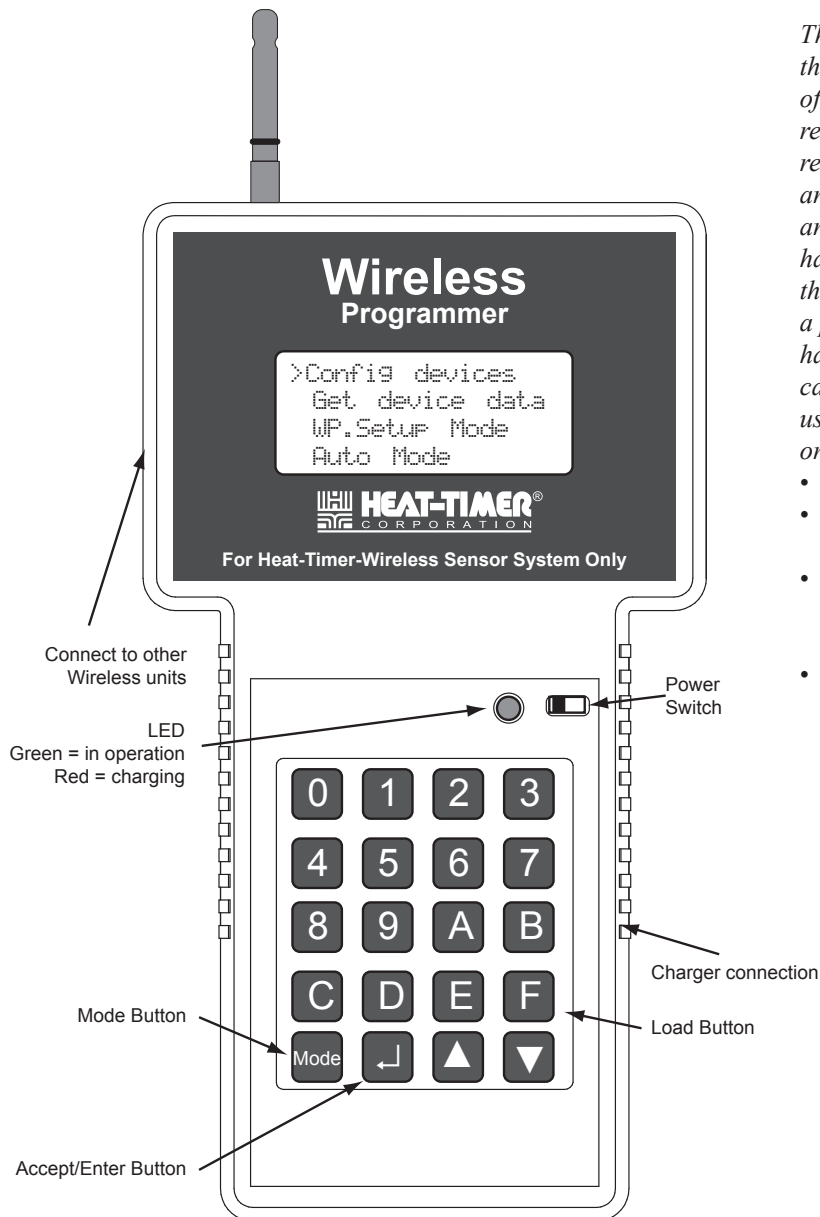 Wireless
Programmer
>Config devices
Get device data
WP.Setup Mode
Auto Mode
HEAT-TIMER®
CORPORATION
For Heat-Timer-Wireless Sensor System Only
Connect to other
Wireless units
LED
Green = in operation
Red = charging
Power
Switch
0 1 2 3
4 5 6 7
8 9 A B
C D E F
Mode ↵ ▲ ▼
Charger connection
Load Button
Mode Button
Accept/Enter Button
of
a
•
•
•
•